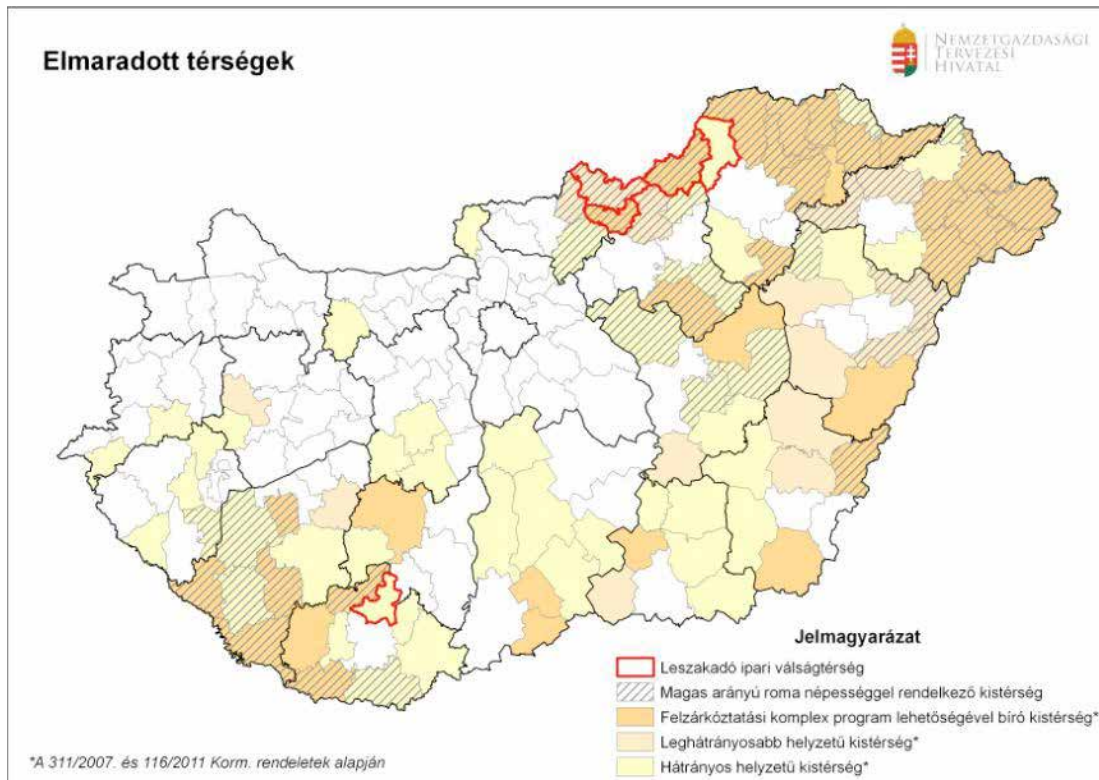 Elmaradott térségek
NEMZETGAZDASÁGI
TERVEZÉSI
HIVATAL
Jelmagyarázat
Leszakadó ipari válságtérség
Magas arányú roma népességgel rendelkező kistérség
Felzárkóztatási komplex program lehetőségével bíró kistérség*
Leghátrányosabb helyzetű kistérség*
Hátrányos helyzetű kistérség*
*A 311/2007. és 116/2011 Korm. rendeletek alapján